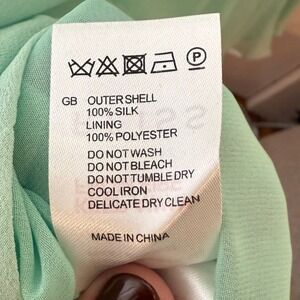 GB OUTER SHELL
100% SILK
LINING
100% POLYESTER
DO NOT WASH
DO NOT BLEACH
DO NOT TUMBLE DRY
COOL IRON
DELICATE DRY CLEAN
MADE IN CHINA